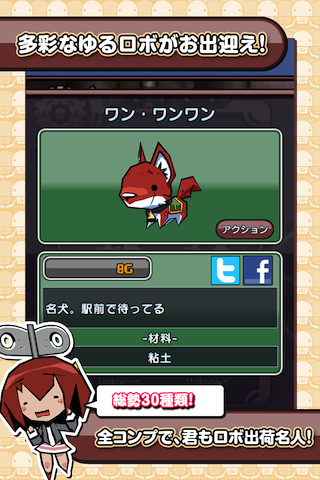 多彩なゆるロボがお出迎え!
ワン・ワンワン
アクション
8G
名犬。駅前で待ってる
-材料-
粘土
Unknown
Unknown
総勢30種類!
全コンプで、君もロボ出荷名人!